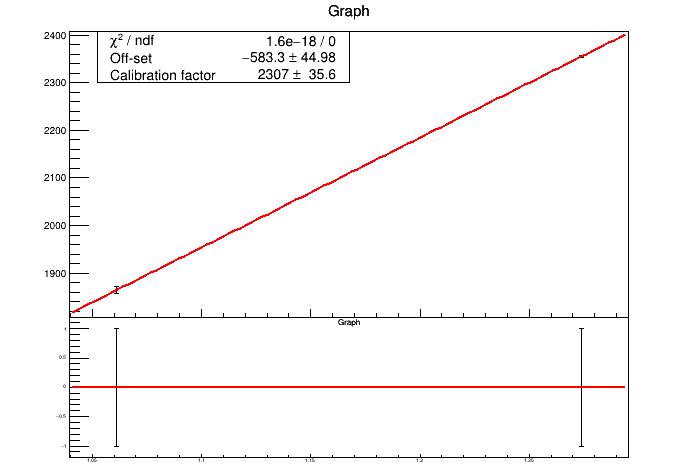 Graph
χ² / ndf 1.6e−18 / 0
Off-set −583.3 ± 44.98
Calibration factor 2307 ± 35.6
2400
2300
2200
2100
2000
1900
Graph
1
0.5
0
−0.5
−1
1.05 1.1 1.15 1.2 1.25